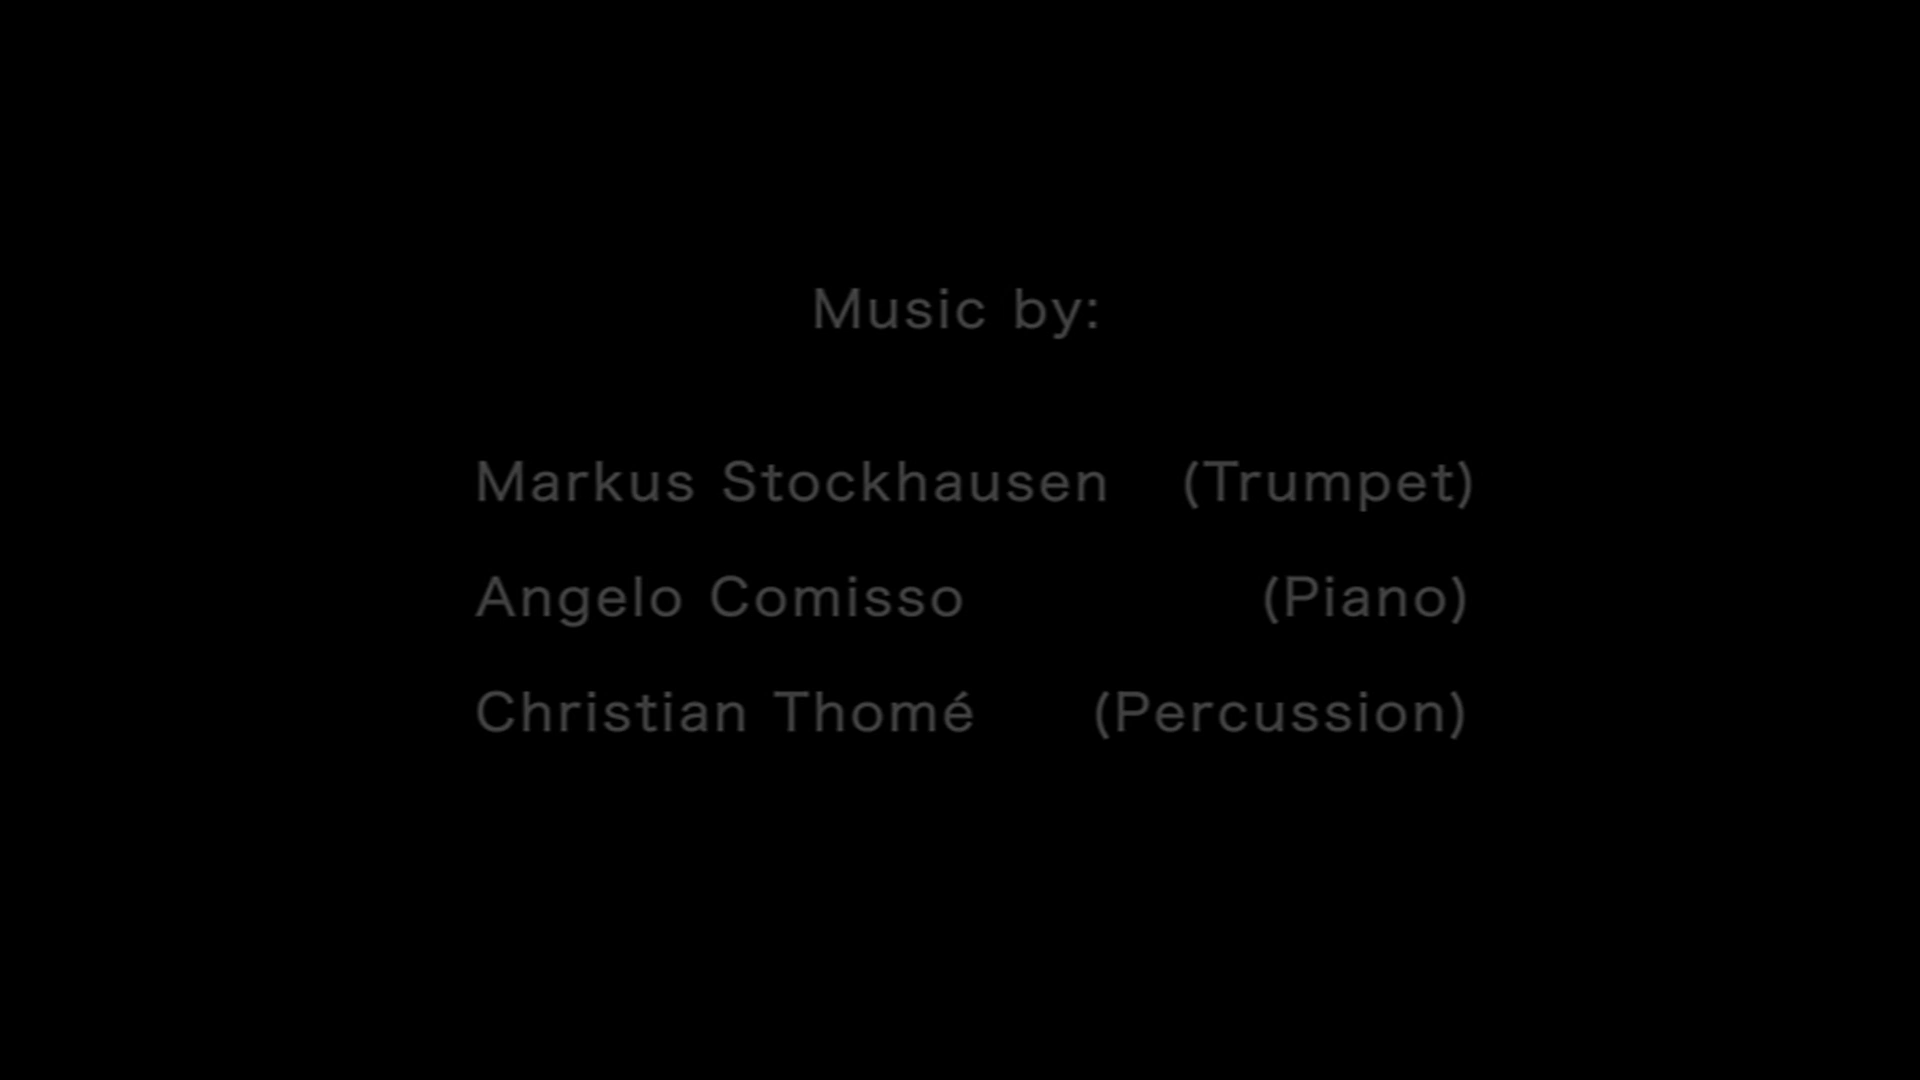 Music by:
Markus Stockhausen (Trumpet)
Angelo Comisso (Piano)
Christian Thomé (Percussion)